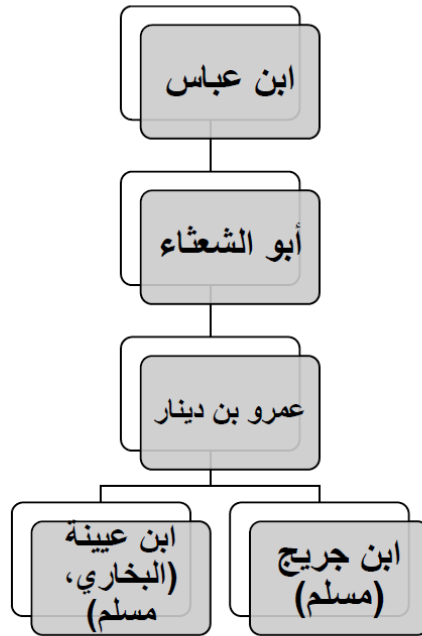 ابن عباس
أبو الشعثاء
عمرو بن دينار
ابن جريج
(مسلم)
ابن عيينة
(البخاري،
مسلم)